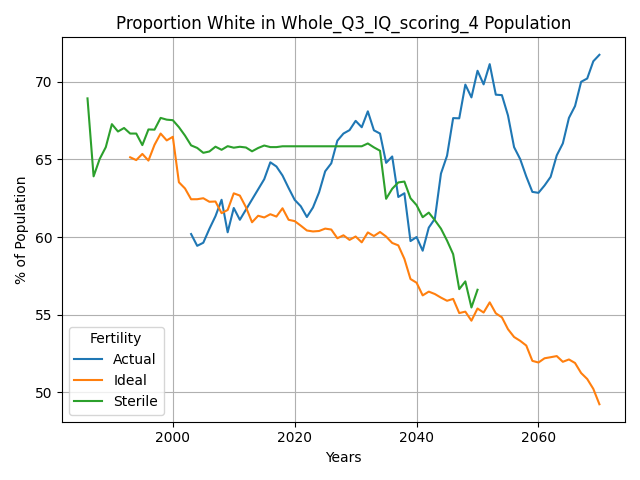 Proportion White in Whole_Q3_IQ_scoring_4 Population
% of Population
70
65
60
55
50
Fertility
Actual
Ideal
Sterile
2000
2020
2040
2060
Years